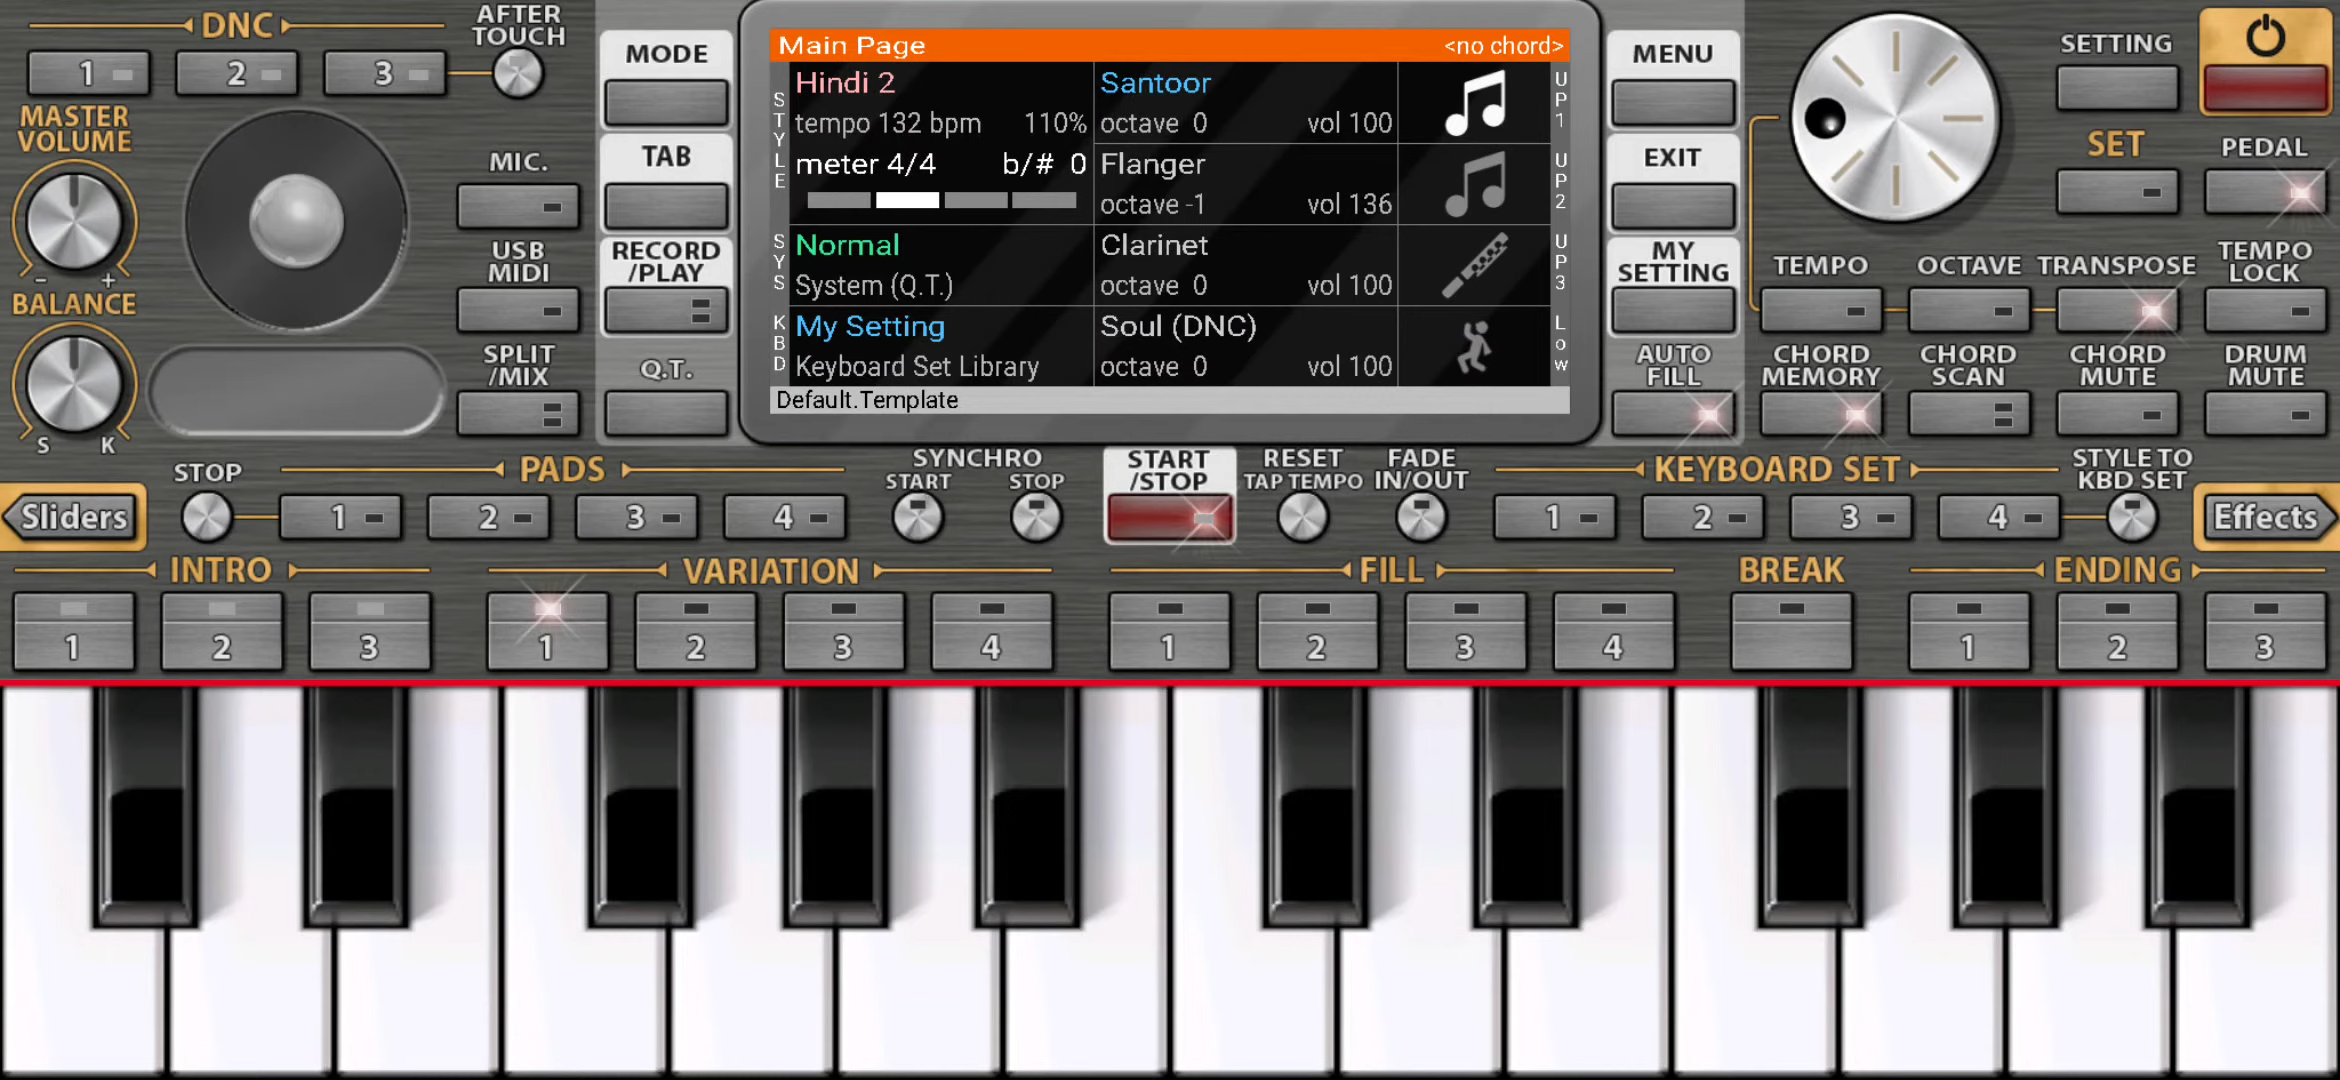 DNC
AFTER
TOUCH
1 2 3
MASTER
VOLUME
- +
BALANCE
S K
MIC.
USB
MIDI
SPLIT
/MIX
MODE
TAB
RECORD
/PLAY
Q.T.
Main Page <no chord>
STYLE
Hindi 2
tempo 132 bpm 110%
meter 4/4 b/# 0
SYS
Normal
System (Q.T.)
KBD
My Setting
Keyboard Set Library
Santoor
octave 0 vol 100
UP1
Flanger
octave -1 vol 136
UP2
Clarinet
octave 0 vol 100
UP3
Soul (DNC)
octave 0 vol 100
Low
Default.Template
MENU
EXIT
MY
SETTING
AUTO
FILL
SETTING
SET
PEDAL
TEMPO OCTAVE TRANSPOSE
TEMPO
LOCK
CHORD
MEMORY
CHORD
SCAN
CHORD
MUTE
DRUM
MUTE
Sliders
STOP
PADS
1 2 3 4
SYNCHRO
START STOP
START
/STOP
RESET
TAP TEMPO
FADE
IN/OUT
KEYBOARD SET
1 2 3 4
STYLE TO
KBD SET
Effects
INTRO
1 2 3
VARIATION
1 2 3 4
FILL
1 2 3 4
BREAK
ENDING
1 2 3